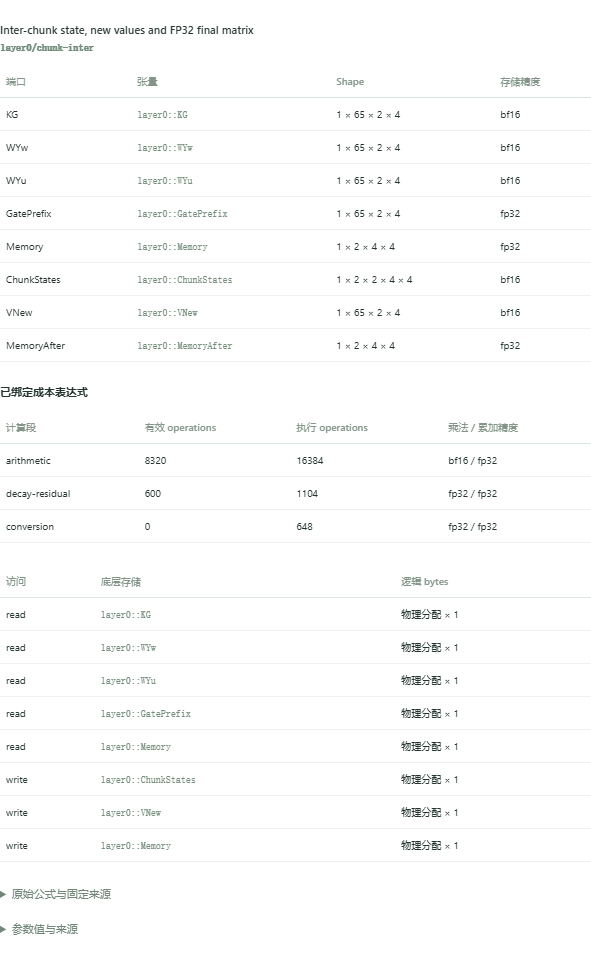 Inter-chunk state, new values and FP32 final matrix
layer0/chunk-inter
端口 张量 Shape 存储精度
KG layer0::KG 1 × 65 × 2 × 4 bf16
WYw layer0::WYw 1 × 65 × 2 × 4 bf16
WYu layer0::WYu 1 × 65 × 2 × 4 bf16
GatePrefix layer0::GatePrefix 1 × 65 × 2 × 4 fp32
Memory layer0::Memory 1 × 2 × 4 × 4 fp32
ChunkStates layer0::ChunkStates 1 × 2 × 2 × 4 × 4 bf16
VNew layer0::VNew 1 × 65 × 2 × 4 bf16
MemoryAfter layer0::MemoryAfter 1 × 2 × 4 × 4 fp32
已绑定成本表达式
计算段 有效 operations 执行 operations 乘法 / 累加精度
arithmetic 8320 16384 bf16 / fp32
decay-residual 600 1104 fp32 / fp32
conversion 0 648 fp32 / fp32
访问 底层存储 逻辑 bytes
read layer0::KG 物理分配 × 1
read layer0::WYw 物理分配 × 1
read layer0::WYu 物理分配 × 1
read layer0::GatePrefix 物理分配 × 1
read layer0::Memory 物理分配 × 1
write layer0::ChunkStates 物理分配 × 1
write layer0::VNew 物理分配 × 1
write layer0::Memory 物理分配 × 1
▶ 原始公式与固定来源
▶ 参数值与来源